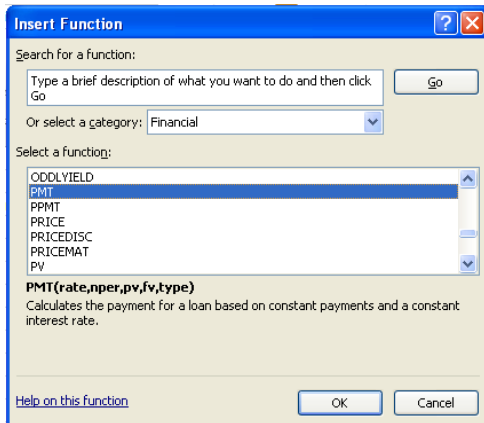 Insert Function
Search for a function:
Type a brief description of what you want to do and then click
Go
Go
Or select a category: Financial
Select a function:
ODDLYIELD
PMT
PPMT
PRICE
PRICEDISC
PRICEMAT
PV
PMT(rate,nper,pv,fv,type)
Calculates the payment for a loan based on constant payments and a constant
interest rate.
Help on this function
OK
Cancel